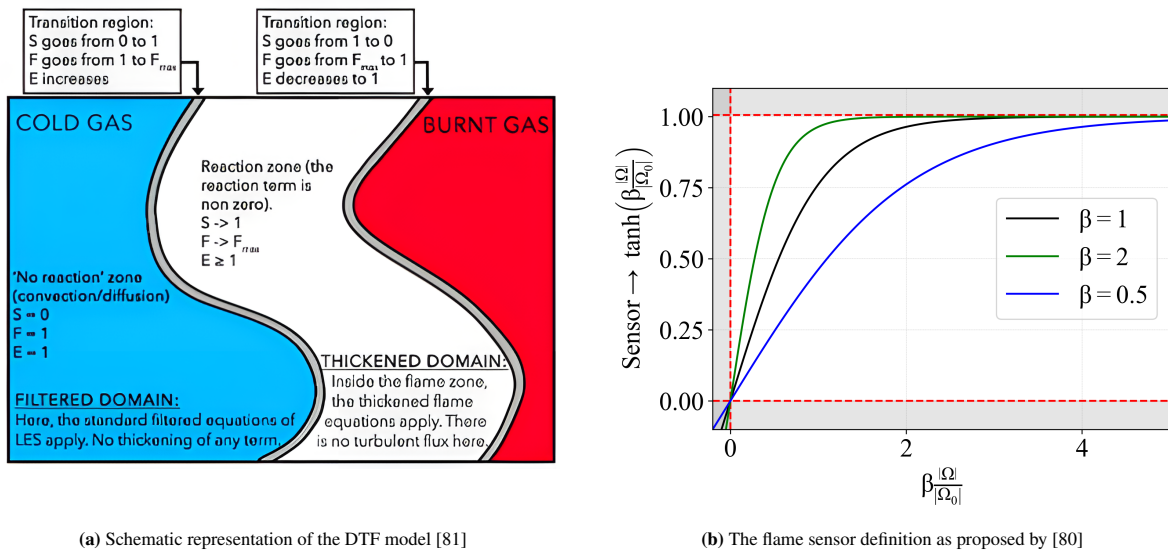 Transition region:
S goes from 0 to 1
F goes from 1 to F_max
E increases
Transition region:
S goes from 1 to 0
F goes from F_max to 1
E decreases to 1
COLD GAS
BURNT GAS
Reaction zone (the
reaction term is
non zero).
S -> 1
F -> F_max
E ≥ 1
'No reaction' zone
(convection/diffusion)
S = 0
F = 1
E = 1
THICKENED DOMAIN:
Inside the flame zone,
the thickened flame
equations apply. There
is no turbulent flux here.
FILTERED DOMAIN:
Here, the standard filtered equations of
LES apply. No thickening of any term.
(a) Schematic representation of the DTF model [81]
Sensor → tanh(β|Ω|/|Ω₀|)
1.00
0.75
0.50
0.25
0.00
β = 1
β = 2
β = 0.5
0 2 4
β|Ω|/|Ω₀|
(b) The flame sensor definition as proposed by [80]